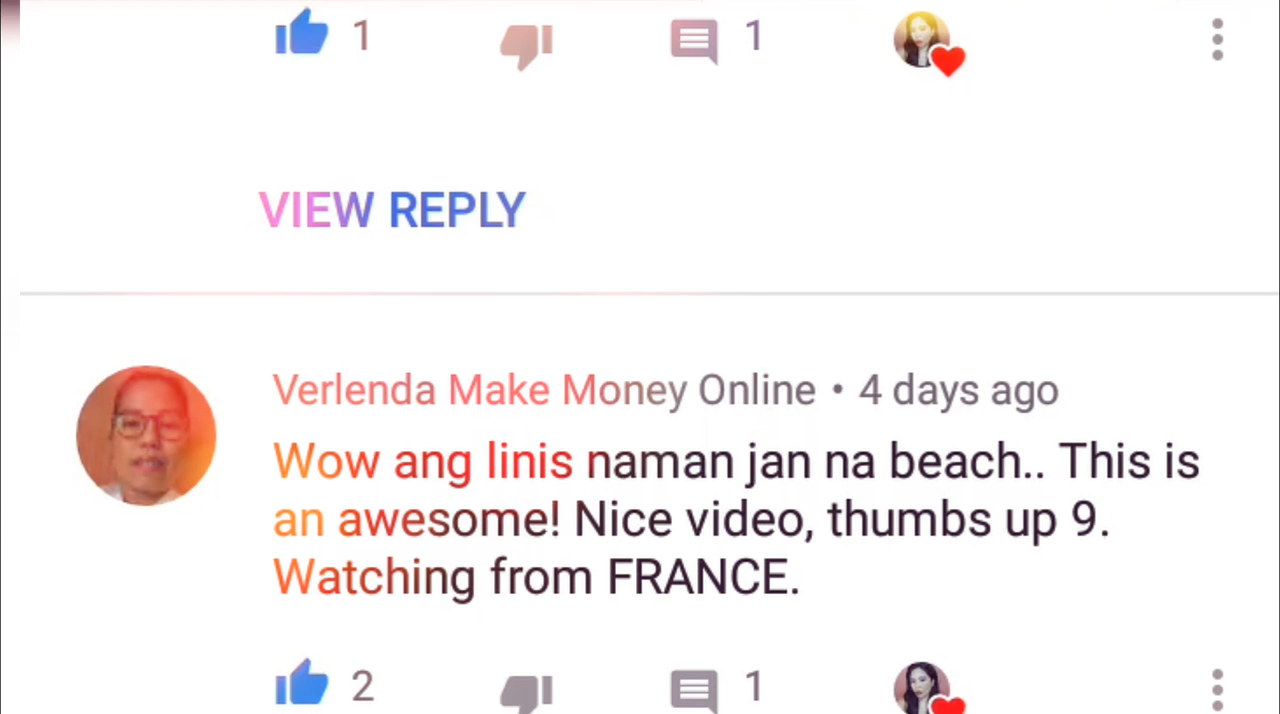 1 1
VIEW REPLY
Verlenda Make Money Online • 4 days ago
Wow ang linis naman jan na beach.. This is
an awesome! Nice video, thumbs up 9.
Watching from FRANCE.
2 1